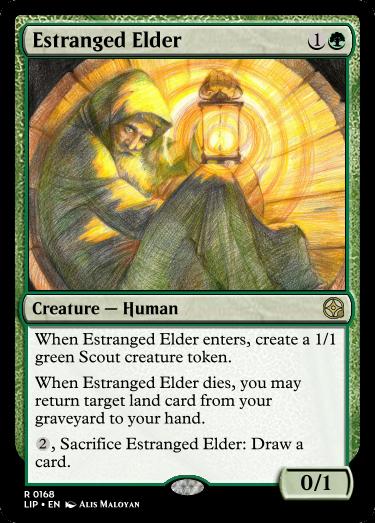 Estranged Elder 1
Creature — Human
When Estranged Elder enters, create a 1/1
green Scout creature token.
When Estranged Elder dies, you may
return target land card from your
graveyard to your hand.
2, Sacrifice Estranged Elder: Draw a
card.
0/1
R 0168
LIP • EN Alis Maloyan